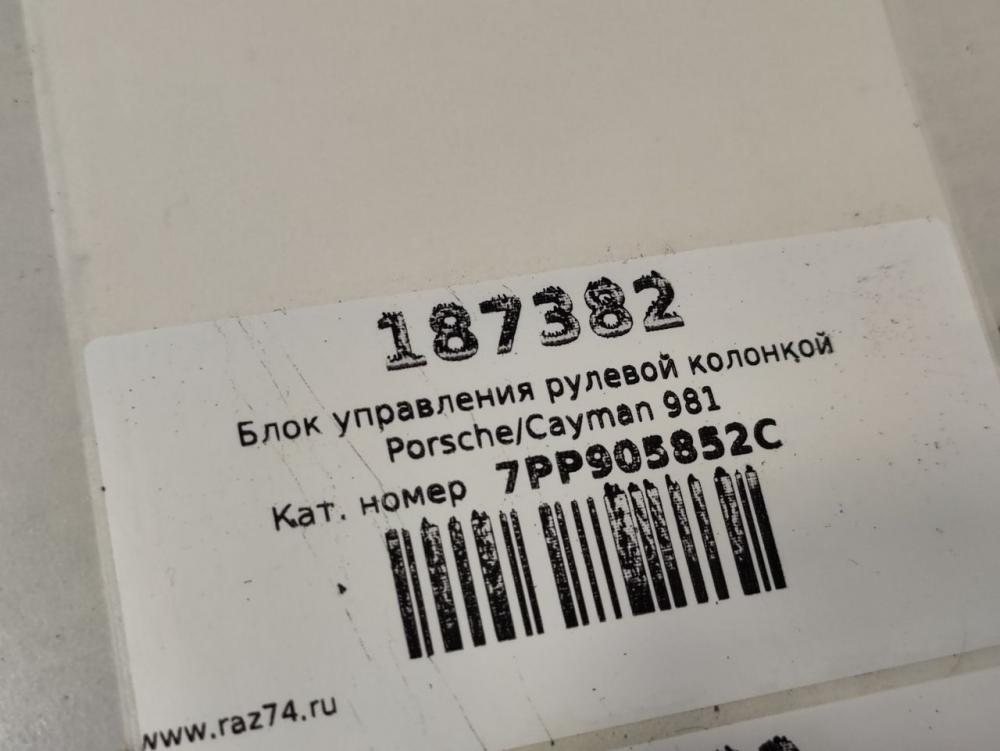 187382
Блок управления рулевой колонкой
Porsche/Cayman 981
Кат. номер 7PP905852C
www.raz74.ru